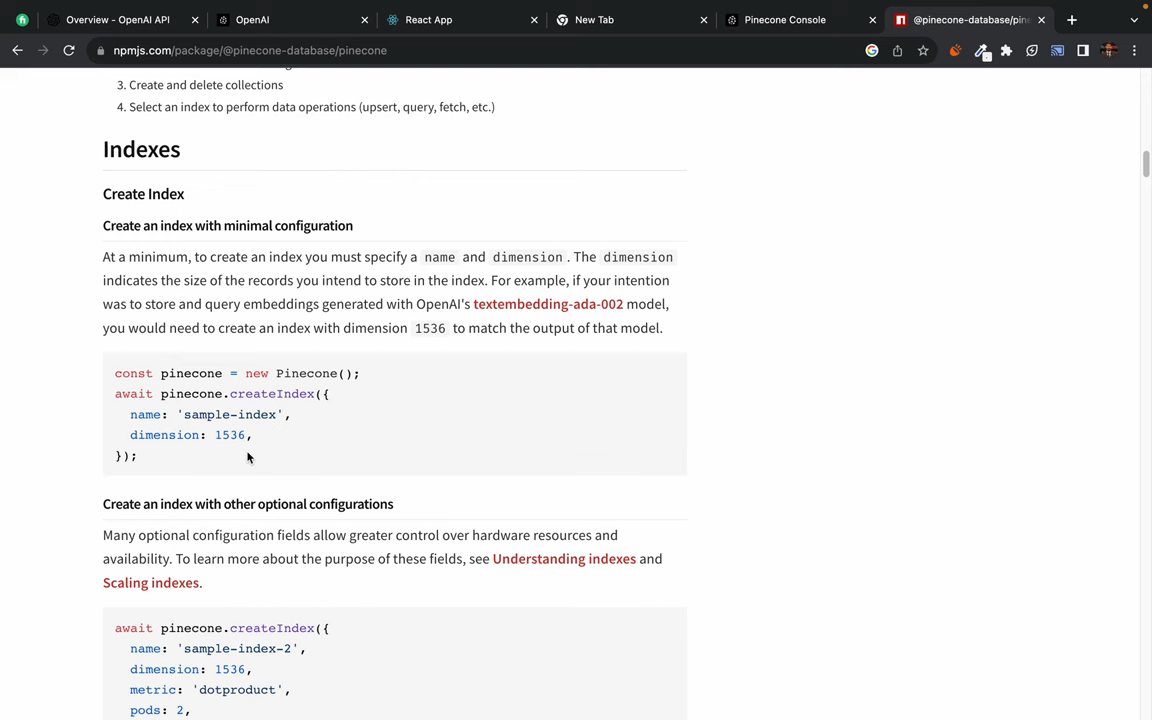 Overview - OpenAI API
OpenAI
React App
New Tab
Pinecone Console
@pinecone-database/pine
npmjs.com/package/@pinecone-database/pinecone
3. Create and delete collections
4. Select an index to perform data operations (upsert, query, fetch, etc.)
Indexes
Create Index
Create an index with minimal configuration
At a minimum, to create an index you must specify a name and dimension. The dimension
indicates the size of the records you intend to store in the index. For example, if your intention
was to store and query embeddings generated with OpenAI's textembedding-ada-002 model,
you would need to create an index with dimension 1536 to match the output of that model.
const pinecone = new Pinecone();
await pinecone.createIndex({
name: 'sample-index',
dimension: 1536,
});
Create an index with other optional configurations
Many optional configuration fields allow greater control over hardware resources and
availability. To learn more about the purpose of these fields, see Understanding indexes and
Scaling indexes.
await pinecone.createIndex({
name: 'sample-index-2',
dimension: 1536,
metric: 'dotproduct',
pods: 2,